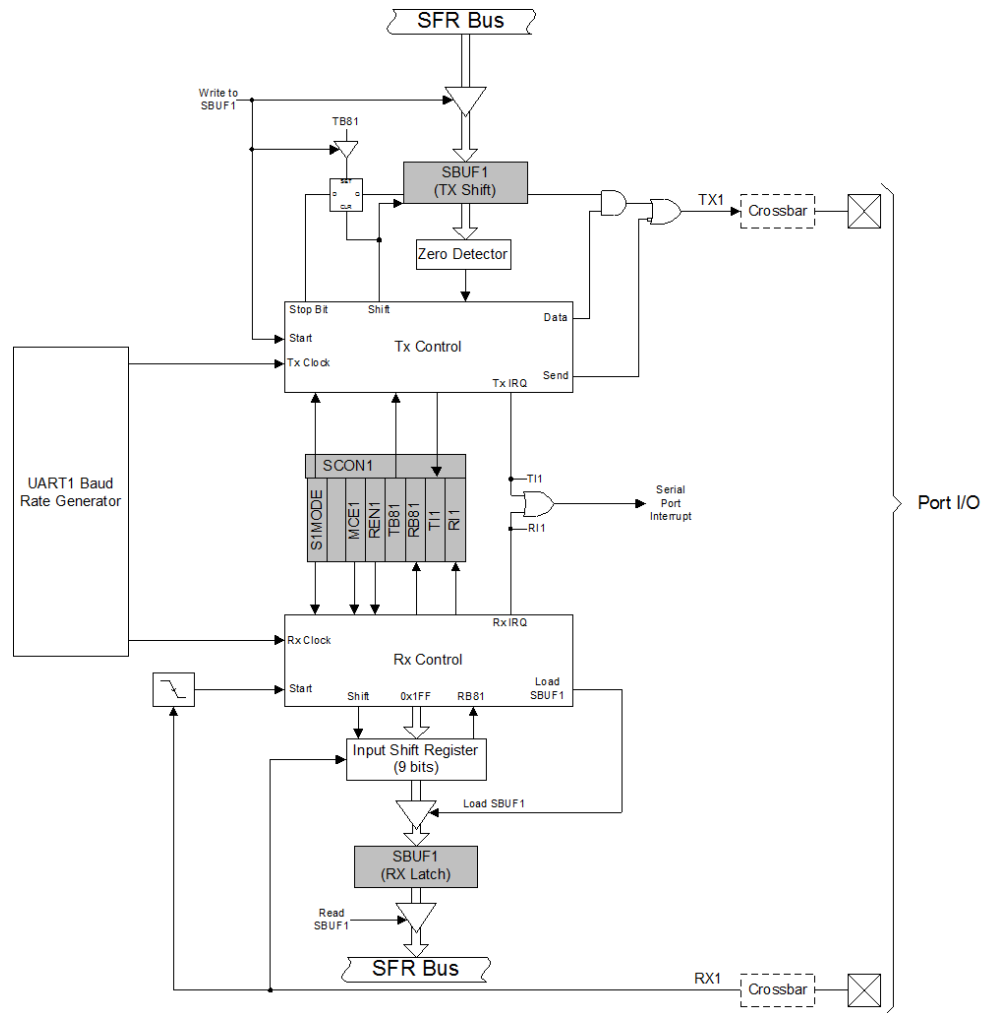 SFR Bus
Write to
SBUF1
TB81
SET
CLR
SBUF1
(TX Shift)
TX1
Crossbar
Zero Detector
Stop Bit
Shift
Data
Start
Tx Control
Tx Clock
Send
Tx IRQ
UART1 Baud
Rate Generator
SCON1
S1MODE
MCE1
REN1
TB81
RB81
TI1
RI1
TI1
RI1
Serial
Port
Interrupt
Port I/O
Rx IRQ
Rx Clock
Rx Control
Start
Load
SBUF1
Shift
0x1FF
RB81
Input Shift Register
(9 bits)
Load SBUF1
SBUF1
(RX Latch)
Read
SBUF1
SFR Bus
RX1
Crossbar